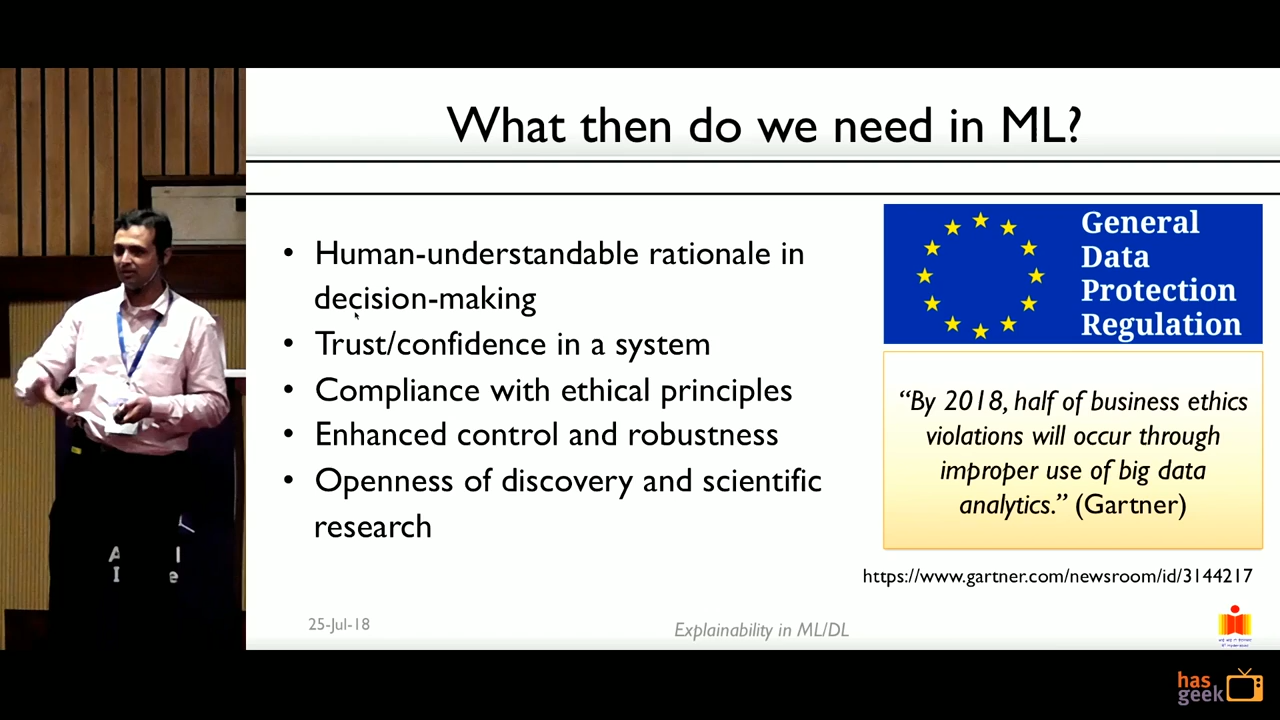 What then do we need in ML?
• Human-understandable rationale in
decision-making
• Trust/confidence in a system
• Compliance with ethical principles
• Enhanced control and robustness
• Openness of discovery and scientific
research
General
Data
Protection
Regulation
“By 2018, half of business ethics
violations will occur through
improper use of big data
analytics.” (Gartner)
https://www.gartner.com/newsroom/id/3144217
25-Jul-18
Explainability in ML/DL
has
geek